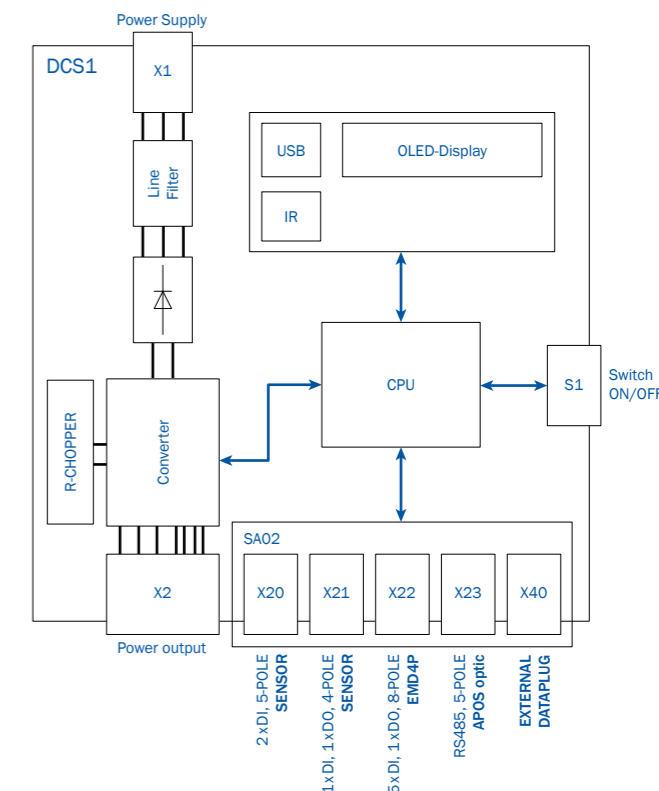 Power Supply
DCS1
X1
USB
OLED-Display
Line
Filter
IR
CPU
S1
Switch
ON/OFF
R-CHOPPER
Converter
SA02
X2
X20
X21
X22
X23
X40
Power output
2 x DI, 5-POLE
SENSOR
1 x DI, 1 x DO, 4-POLE
SENSOR
5 x DI, 1 x DO, 8-POLE
EMD4P
RS485, 5-POLE
APOS optic
EXTERNAL
DATAPLUG